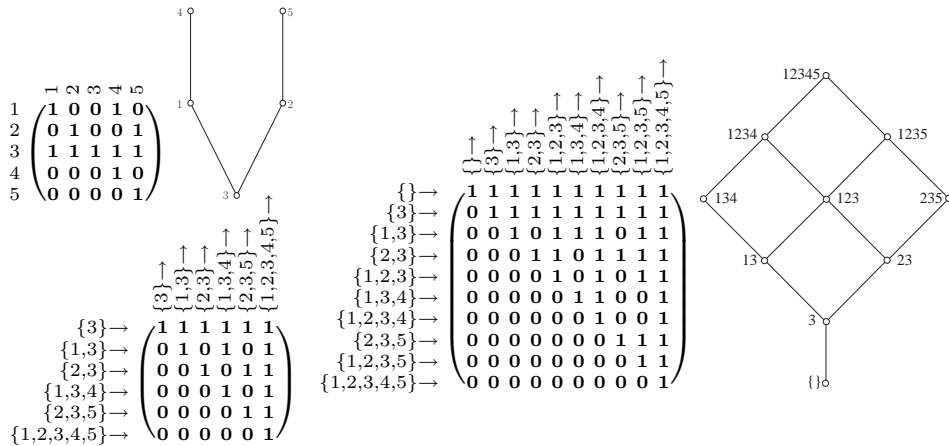 1 2 3 4 5
1 1 0 0 1 0
2 0 1 0 0 1
3 1 1 1 1 1
4 0 0 0 1 0
5 0 0 0 0 1
4 5
1 2
3
{3}→ {1,3}→ {2,3}→ {1,3,4}→ {2,3,5}→ {1,2,3,4,5}→
{3}→ 1 1 1 1 1 1
{1,3}→ 0 1 0 1 0 1
{2,3}→ 0 0 1 0 1 1
{1,3,4}→ 0 0 0 1 0 1
{2,3,5}→ 0 0 0 0 1 1
{1,2,3,4,5}→ 0 0 0 0 0 1
{}→ {3}→ {1,3}→ {2,3}→ {1,2,3}→ {1,3,4}→ {1,2,3,4}→ {2,3,5}→ {1,2,3,5}→ {1,2,3,4,5}→
{}→ 1 1 1 1 1 1 1 1 1 1
{3}→ 0 1 1 1 1 1 1 1 1 1
{1,3}→ 0 0 1 0 1 1 1 0 1 1
{2,3}→ 0 0 0 1 1 0 1 1 1 1
{1,2,3}→ 0 0 0 0 1 0 1 0 1 1
{1,3,4}→ 0 0 0 0 0 1 1 0 0 1
{1,2,3,4}→ 0 0 0 0 0 0 1 0 0 1
{2,3,5}→ 0 0 0 0 0 0 0 1 1 1
{1,2,3,5}→ 0 0 0 0 0 0 0 0 1 1
{1,2,3,4,5}→ 0 0 0 0 0 0 0 0 0 1
12345
1234 1235
134 123 235
13 23
3
{}